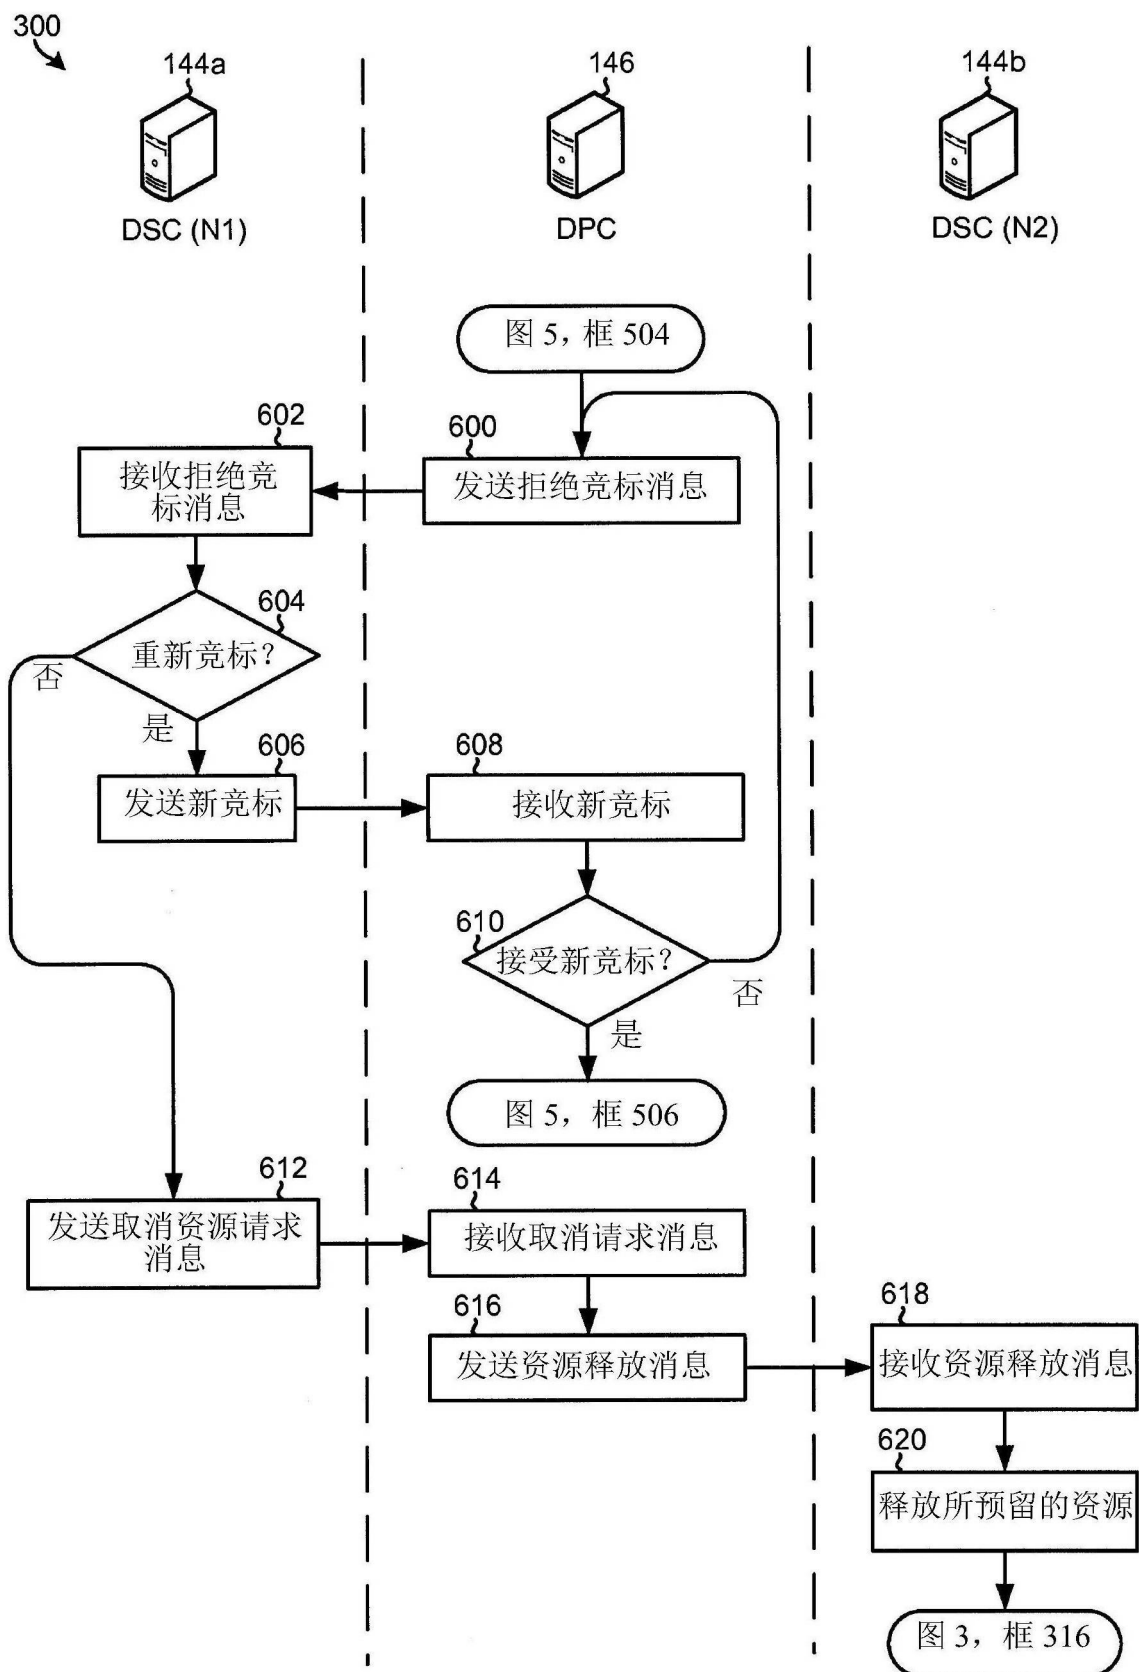 300
144a
146
144b
DSC (N1)
DPC
DSC (N2)
图 5，框 504
602
接收拒绝竞
标消息
600
发送拒绝竞标消息
604
重新竞标？
否
是
606
发送新竞标
608
接收新竞标
610
接受新竞标？
否
是
图 5，框 506
612
发送取消资源请求
消息
614
接收取消请求消息
616
发送资源释放消息
618
接收资源释放消息
620
释放所预留的资源
图 3，框 316